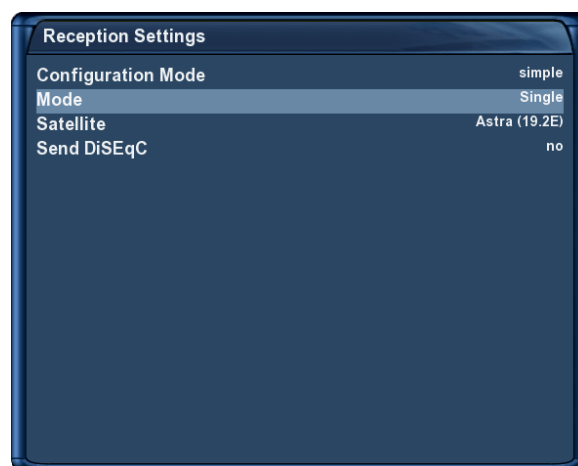 Reception Settings
Configuration Mode simple
Mode Single
Satellite Astra (19.2E)
Send DiSEqC no